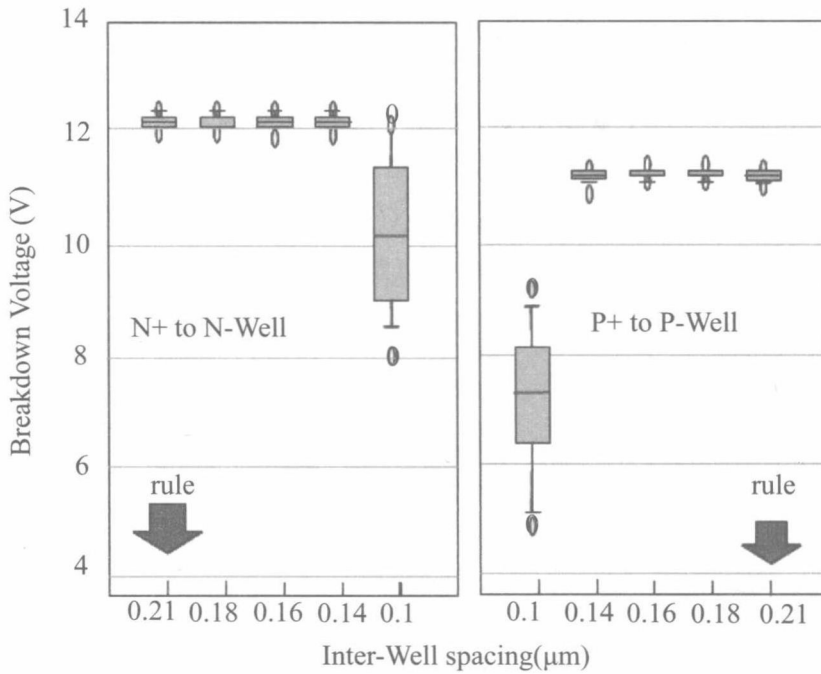 14
12
10
8
6
4
Breakdown Voltage (V)
N+ to N-Well
P+ to P-Well
rule
rule
0.21 0.18 0.16 0.14 0.1
0.1 0.14 0.16 0.18 0.21
Inter-Well spacing(μm)